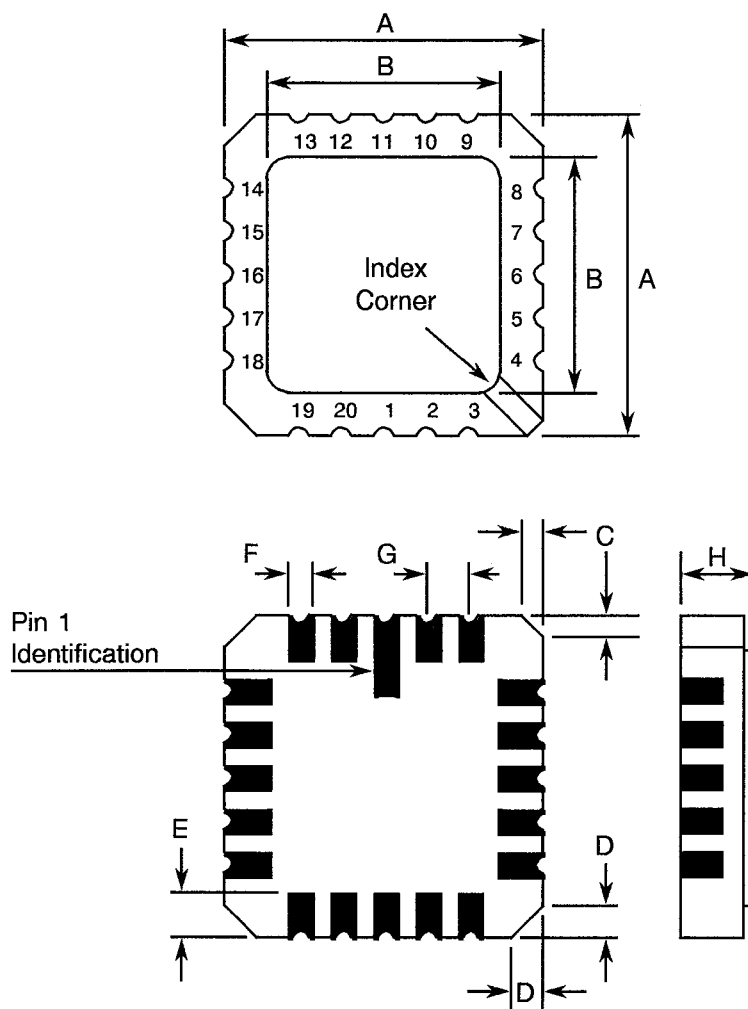 A
B
13 12 11 10 9
14 8
15 7
16 6
17 5
18 4
Index
Corner
B A
19 20 1 2 3
F G C H
Pin 1
Identification
E D
D